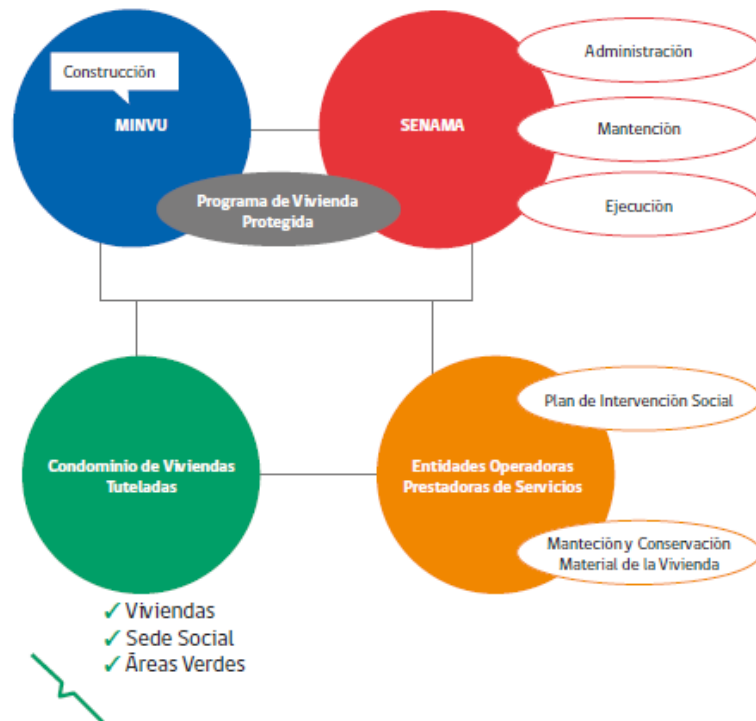 Construcción
MINVU
SENAMA
Administración
Mantención
Ejecución
Programa de Vivienda
Protegida
Condominio de Viviendas
Tuteladas
Entidades Operadoras
Prestadoras de Servicios
Plan de Intervención Social
Manteción y Conservación
Material de la Vivienda
✓ Viviendas
✓ Sede Social
✓ Áreas Verdes